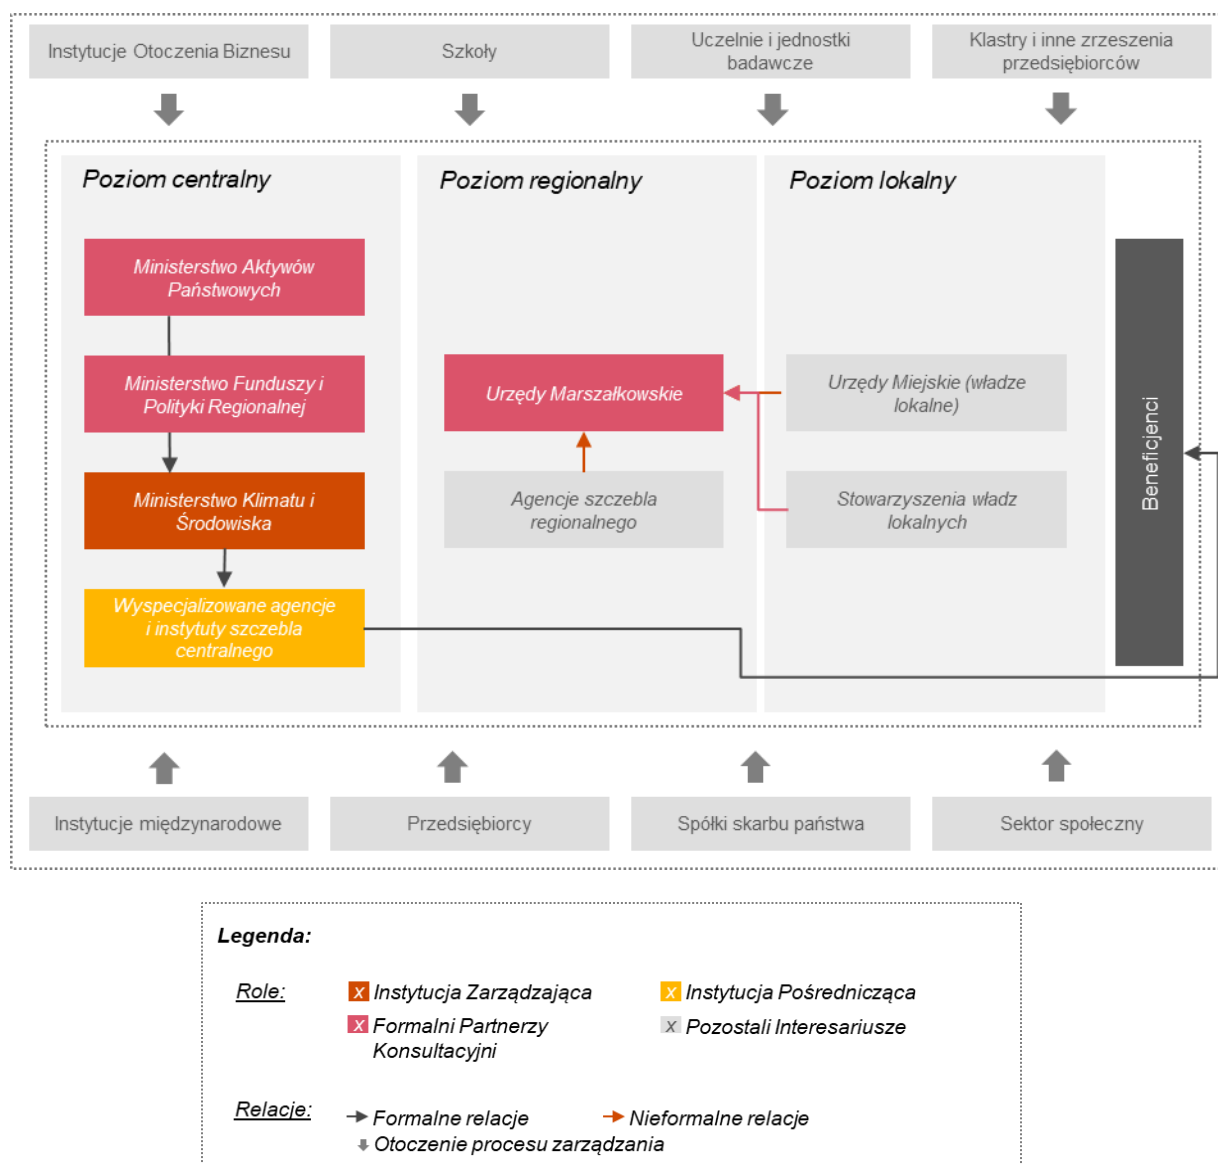 Instytucje Otoczenia Biznesu
Szkoły
Uczelnie i jednostki
badawcze
Klastry i inne zrzeszenia
przedsiębiorców
Poziom centralny
Poziom regionalny
Poziom lokalny
Ministerstwo Aktywów
Państwowych
Ministerstwo Funduszy i
Polityki Regionalnej
Urzędy Marszałkowskie
Urzędy Miejskie (władze
lokalne)
Ministerstwo Klimatu i
Środowiska
Agencje szczebla
regionalnego
Stowarzyszenia władz
lokalnych
Wyspecjalizowane agencje
i instytuty szczebla
centralnego
Beneficjenci
Instytucje międzynarodowe
Przedsiębiorcy
Spółki skarbu państwa
Sektor społeczny
Legenda:
Role:
x Instytucja Zarządzająca
x Instytucja Pośrednicząca
x Formalni Partnerzy
Konsultacyjni
x Pozostali Interesariusze
Relacje:
Formalne relacje
Nieformalne relacje
Otoczenie procesu zarządzania